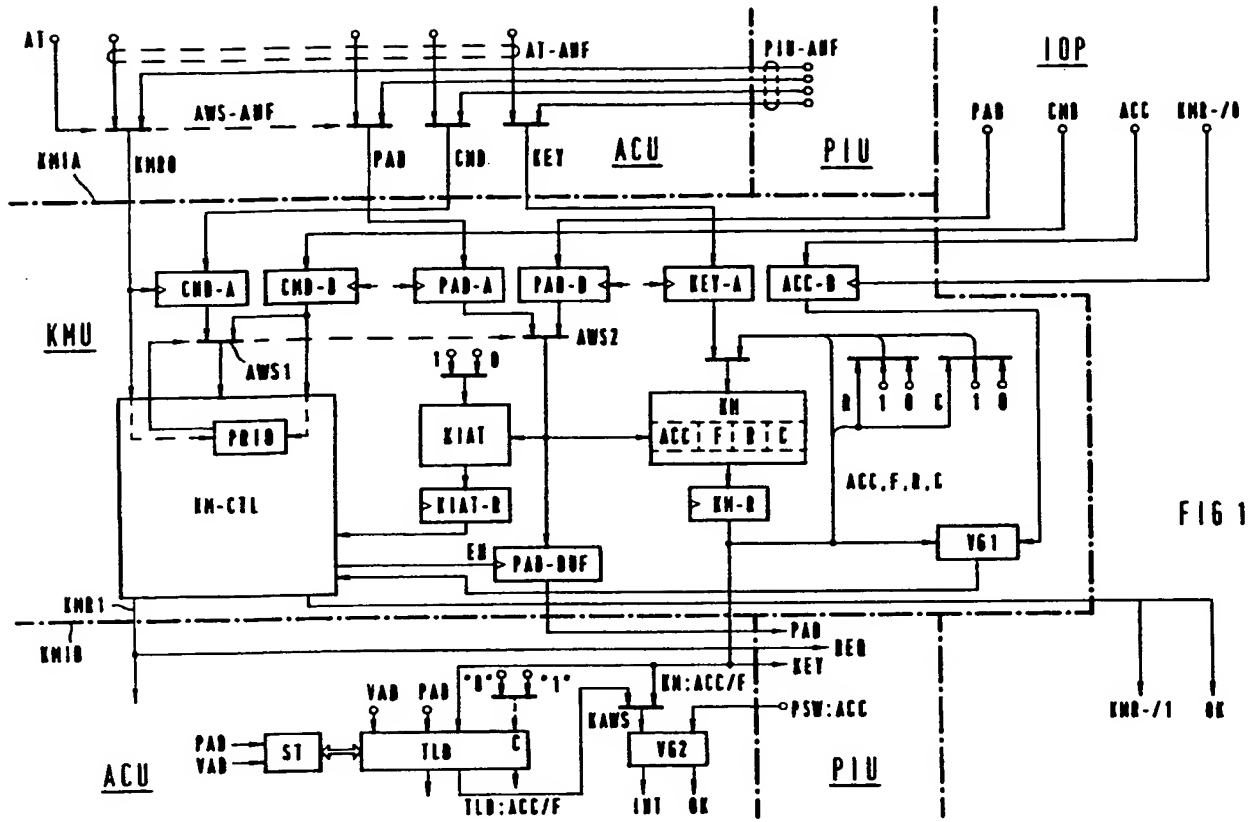 AT
AT-ANF
PIU-ANF
IOP
AWS-ANF
PAD
CMD
ACC
KMR-/0
KMIA
KMR0
PAD
CMD
KEY
ACU
PIU
CMD-A
CMD-B
PAD-A
PAD-B
KEY-A
ACC-B
KMU
AWS1
AWS2
1 0
R 1 0 C 1 0
PRIO
KIAT
KM
ACC F R C
KM-CTL
KIAT-R
KM-R
ACC,F,R,C
FIG 1
EN
PAD-BUF
VG1
KMR1
KMIB
PAD
REQ
KEY
VAD PAD "0" "1"
KM:ACC/F
KAWS
PSW:ACC
KMR-/1 OK
PAD
VAD
ST
TLB
C
VG2
ACU
TLB:ACC/F
INT OK
PIU